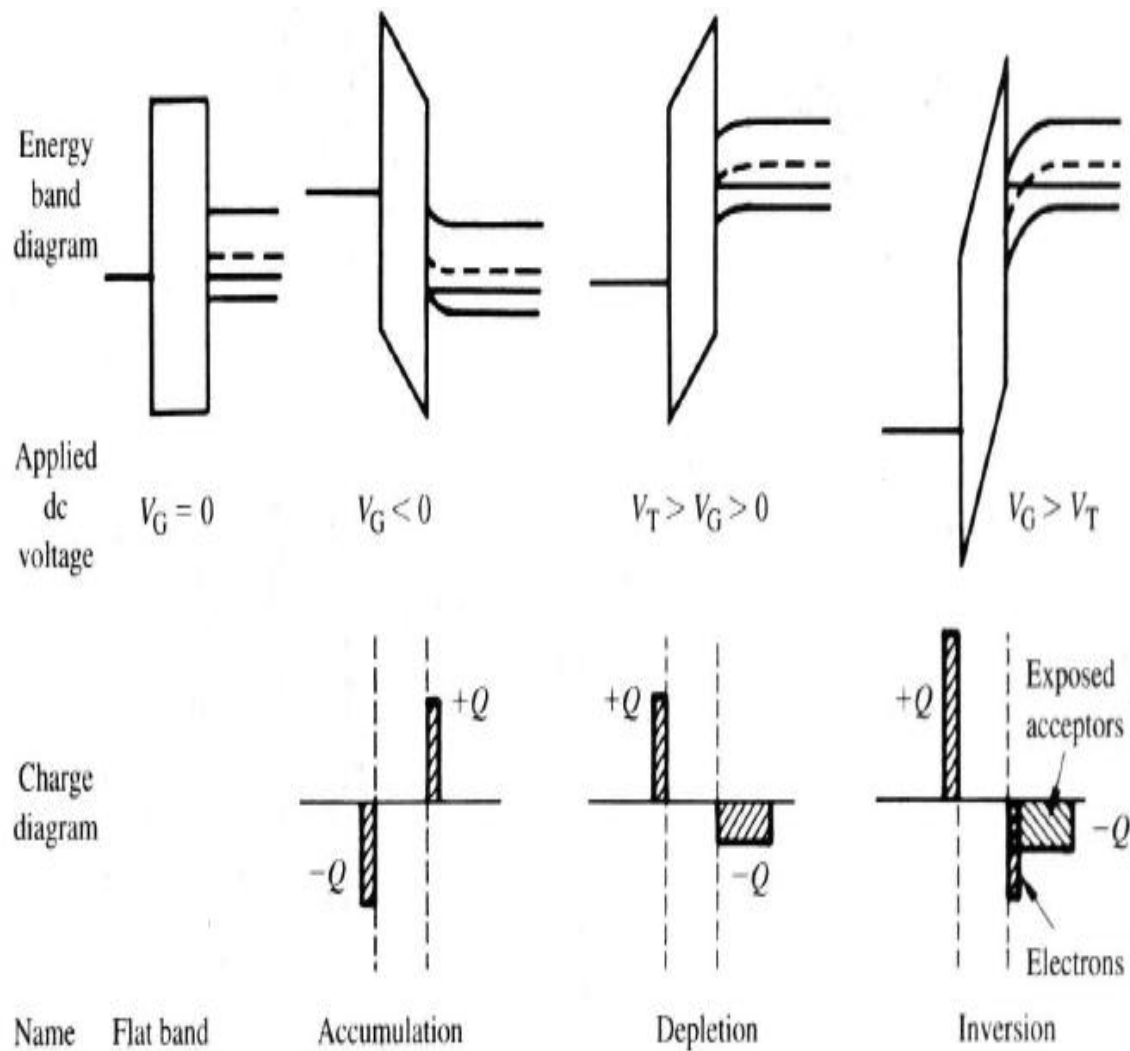 Energy
band
diagram
Applied
dc
voltage
V_G = 0
V_G < 0
V_T > V_G > 0
V_G > V_T
Charge
diagram
−Q
+Q
+Q
−Q
+Q
Exposed
acceptors
−Q
Electrons
Name
Flat band
Accumulation
Depletion
Inversion